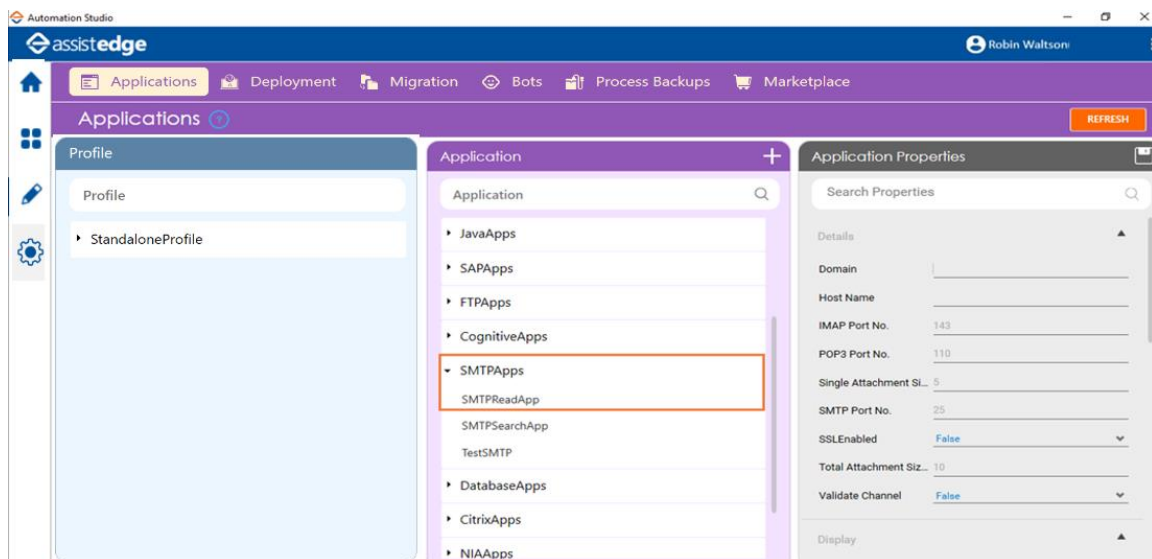 Automation Studio
assistedge
Robin Waltson
Applications Deployment Migration Bots Process Backups Marketplace
Applications ?
REFRESH
Profile
Profile
StandaloneProfile
Application
Application
JavaApps
SAPApps
FTPApps
CognitiveApps
SMTPApps
SMTPReadApp
SMTPSearchApp
TestSMTP
DatabaseApps
CitrixApps
NIAApps
Application Properties
Search Properties
Details
Domain
Host Name
IMAP Port No. 143
POP3 Port No. 110
Single Attachment Si... 5
SMTP Port No. 25
SSLEnabled False
Total Attachment Siz... 10
Validate Channel False
Display